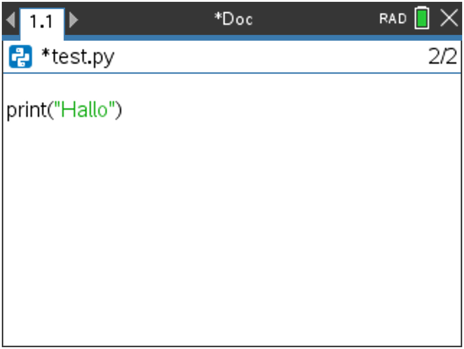 1.1 *Doc RAD
*test.py 2/2
print("Hallo")